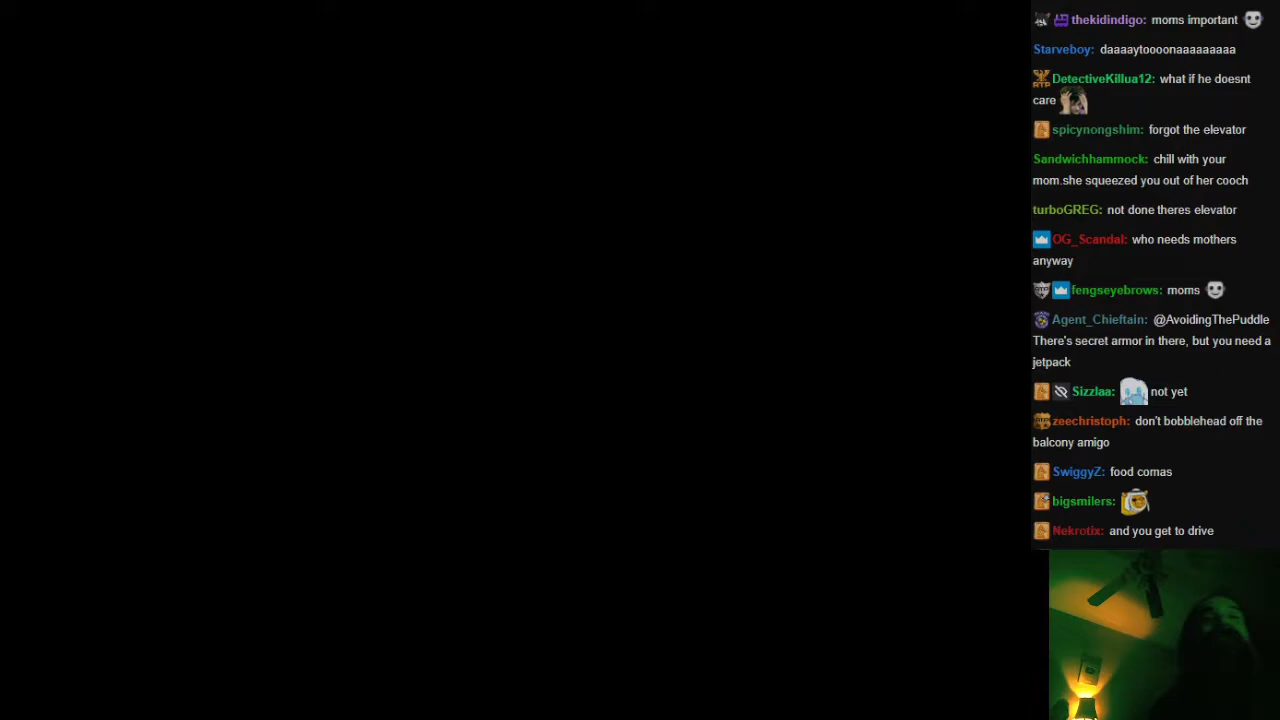 thekidindigo: moms important
Starveboy: daaaaytoooonaaaaaaaaa
DetectiveKillua12: what if he doesnt
care
spicynongshim: forgot the elevator
Sandwichhammock: chill with your
mom.she squeezed you out of her cooch
turboGREG: not done theres elevator
OG_Scandal: who needs mothers
anyway
fengseyebrows: moms
Agent_Chieftain: @AvoidingThePuddle
There's secret armor in there, but you need a
jetpack
Sizzlaa: not yet
zeechristoph: don't bobblehead off the
balcony amigo
SwiggyZ: food comas
bigsmilers:
Nekrotix: and you get to drive